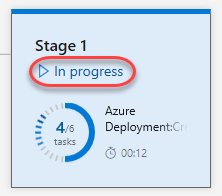 Stage 1
In progress
4/6
tasks
Azure
Deployment:Cr
00:12